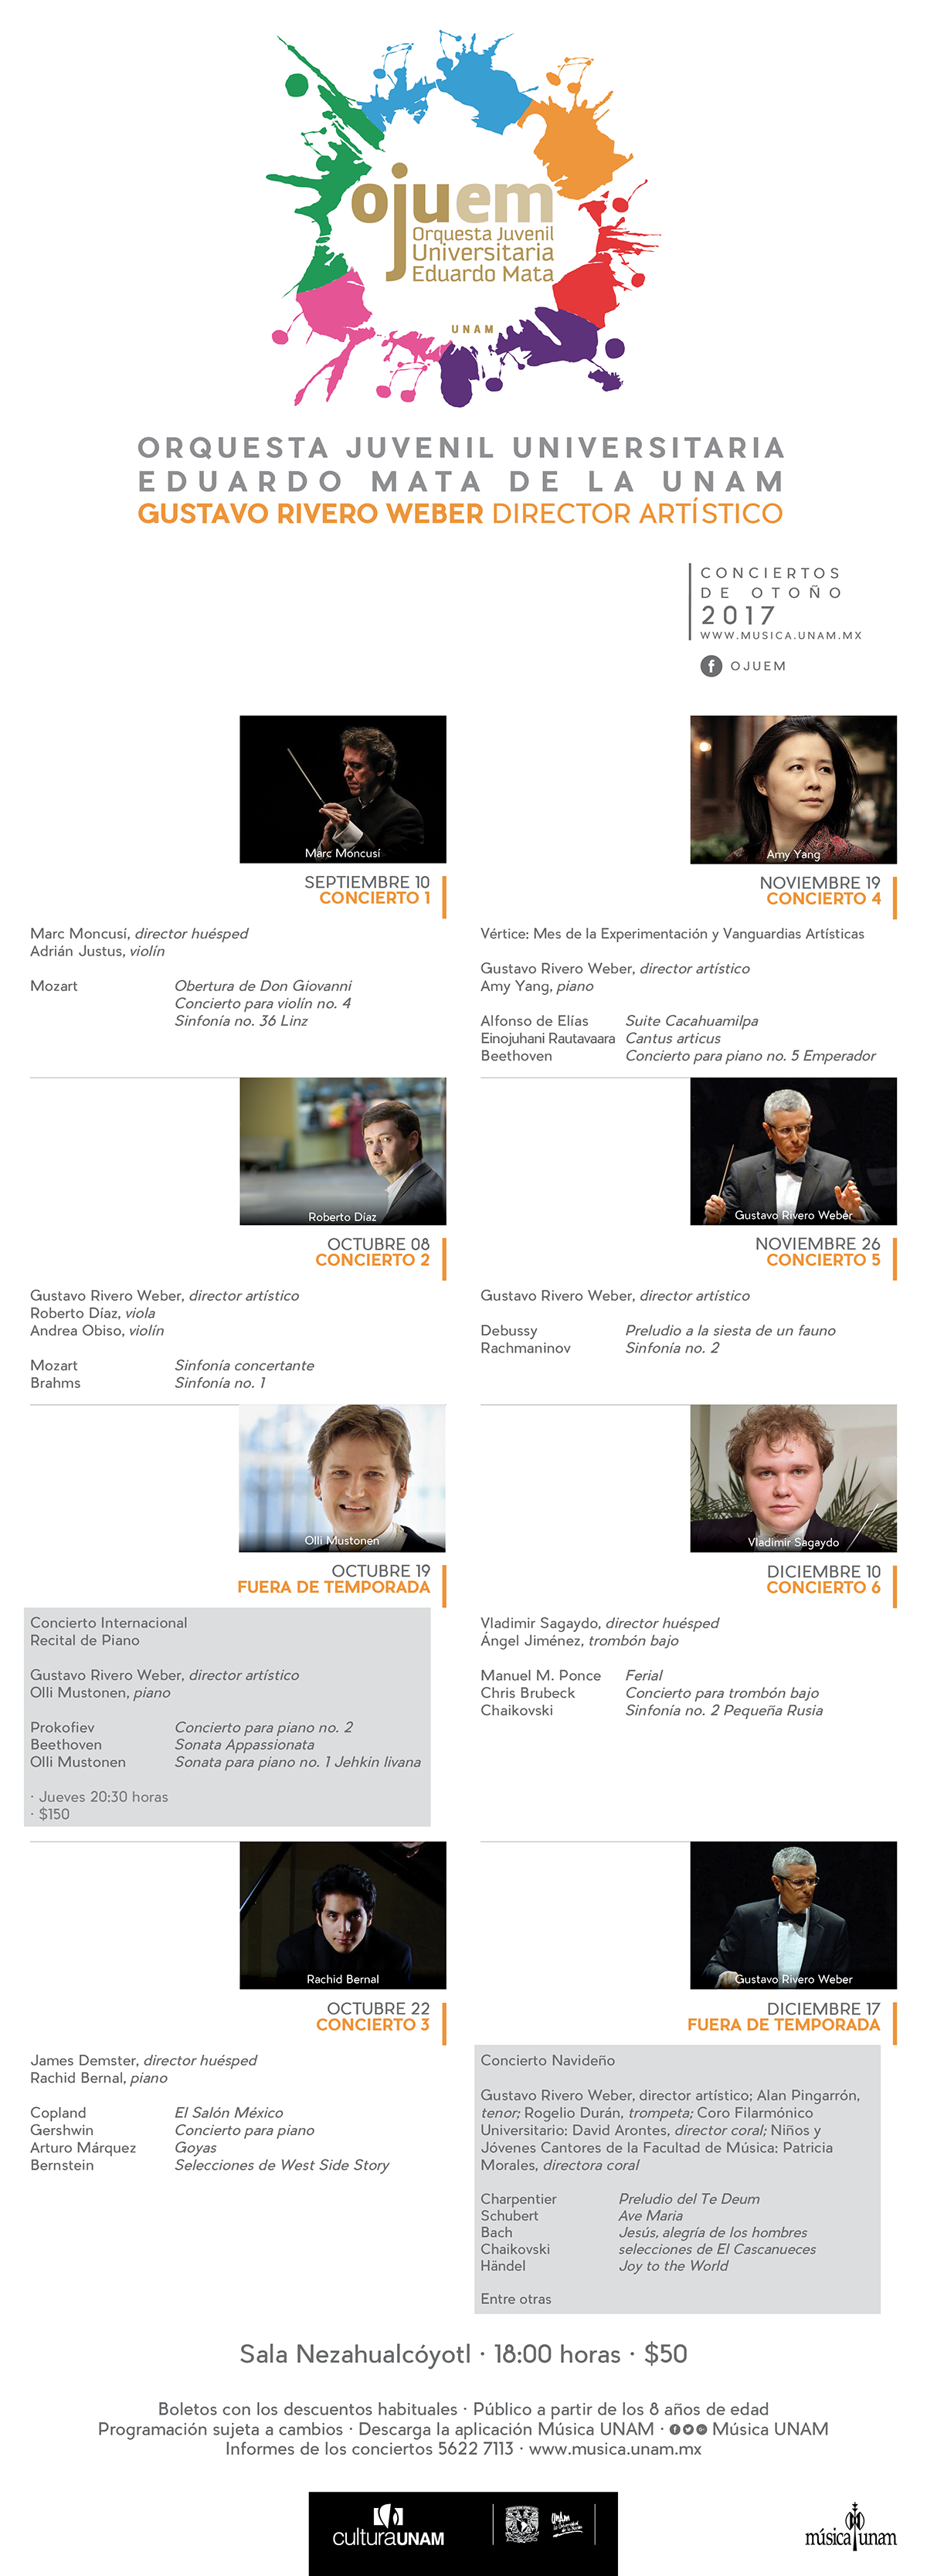 ojuem
Orquesta Juvenil
Universitaria
Eduardo Mata
UNAM
ORQUESTA JUVENIL UNIVERSITARIA
EDUARDO MATA DE LA UNAM
GUSTAVO RIVERO WEBER DIRECTOR ARTÍSTICO
CONCIERTOS
DE OTOÑO
2017
WWW.MUSICA.UNAM.MX
f OJUEM
Marc Moncusí
SEPTIEMBRE 10
CONCIERTO 1
Marc Moncusí, director huésped
Adrián Justus, violín
Mozart Obertura de Don Giovanni
Concierto para violín no. 4
Sinfonía no. 36 Linz
Roberto Díaz
OCTUBRE 08
CONCIERTO 2
Gustavo Rivero Weber, director artístico
Roberto Díaz, viola
Andrea Obiso, violín
Mozart Sinfonía concertante
Brahms Sinfonía no. 1
Olli Mustonen
OCTUBRE 19
FUERA DE TEMPORADA
Concierto Internacional
Recital de Piano
Gustavo Rivero Weber, director artístico
Olli Mustonen, piano
Prokofiev Concierto para piano no. 2
Beethoven Sonata Appassionata
Olli Mustonen Sonata para piano no. 1 Jehkin Iivana
· Jueves 20:30 horas
· $150
Rachid Bernal
OCTUBRE 22
CONCIERTO 3
James Demster, director huésped
Rachid Bernal, piano
Copland El Salón México
Gershwin Concierto para piano
Arturo Márquez Goyas
Bernstein Selecciones de West Side Story
Amy Yang
NOVIEMBRE 19
CONCIERTO 4
Vértice: Mes de la Experimentación y Vanguardias Artísticas
Gustavo Rivero Weber, director artístico
Amy Yang, piano
Alfonso de Elías Suite Cacahuamilpa
Einojuhani Rautavaara Cantus articus
Beethoven Concierto para piano no. 5 Emperador
Gustavo Rivero Weber
NOVIEMBRE 26
CONCIERTO 5
Gustavo Rivero Weber, director artístico
Debussy Preludio a la siesta de un fauno
Rachmaninov Sinfonía no. 2
Vladimir Sagaydo
DICIEMBRE 10
CONCIERTO 6
Vladimir Sagaydo, director huésped
Ángel Jiménez, trombón bajo
Manuel M. Ponce Ferial
Chris Brubeck Concierto para trombón bajo
Chaikovski Sinfonía no. 2 Pequeña Rusia
Gustavo Rivero Weber
DICIEMBRE 17
FUERA DE TEMPORADA
Concierto Navideño
Gustavo Rivero Weber, director artístico; Alan Pingarrón,
tenor; Rogelio Durán, trompeta; Coro Filarmónico
Universitario: David Arontes, director coral; Niños y
Jóvenes Cantores de la Facultad de Música: Patricia
Morales, directora coral
Charpentier Preludio del Te Deum
Schubert Ave Maria
Bach Jesús, alegría de los hombres
Chaikovski selecciones de El Cascanueces
Händel Joy to the World
Entre otras
Sala Nezahualcóyotl · 18:00 horas · $50
Boletos con los descuentos habituales · Público a partir de los 8 años de edad
Programación sujeta a cambios · Descarga la aplicación Música UNAM · Música UNAM
Informes de los conciertos 5622 7113 · www.musica.unam.mx
culturaUNAM
música unam